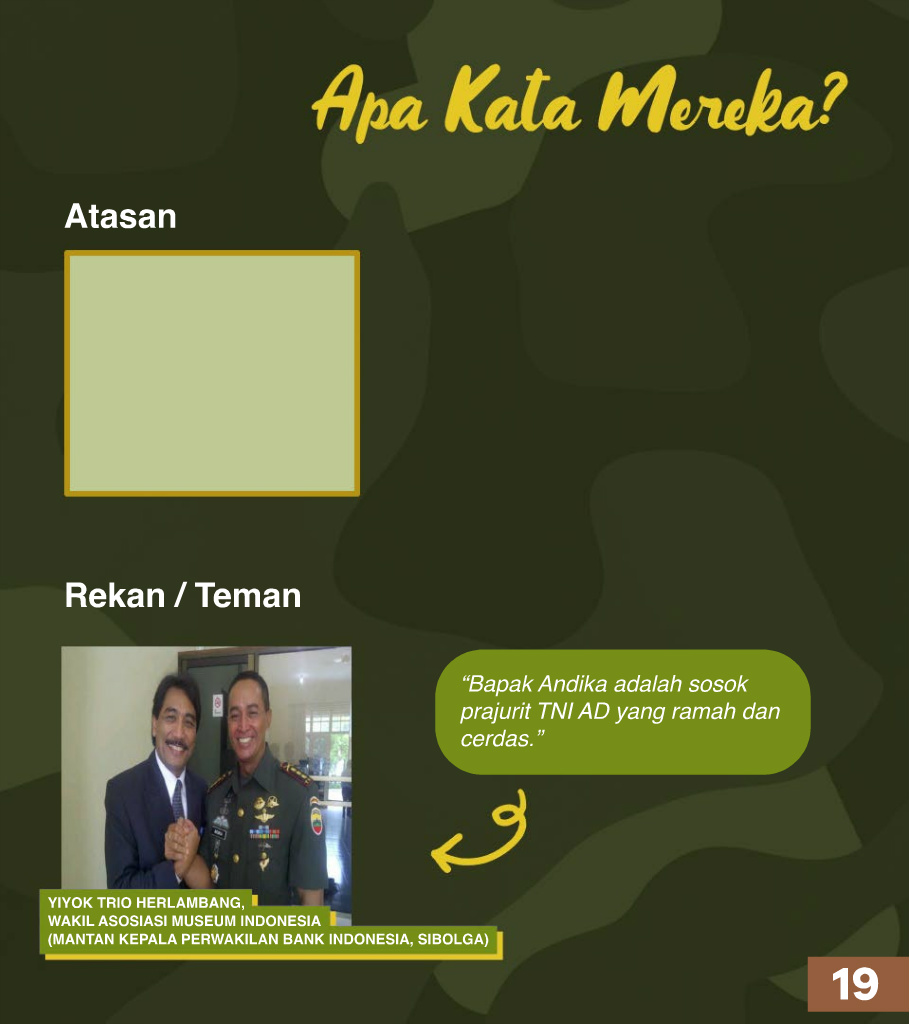 Apa Kata Mereka?
Atasan
Rekan / Teman
“Bapak Andika adalah sosok
prajurit TNI AD yang ramah dan
cerdas.”
YIYOK TRIO HERLAMBANG,
WAKIL ASOSIASI MUSEUM INDONESIA
(MANTAN KEPALA PERWAKILAN BANK INDONESIA, SIBOLGA)
19